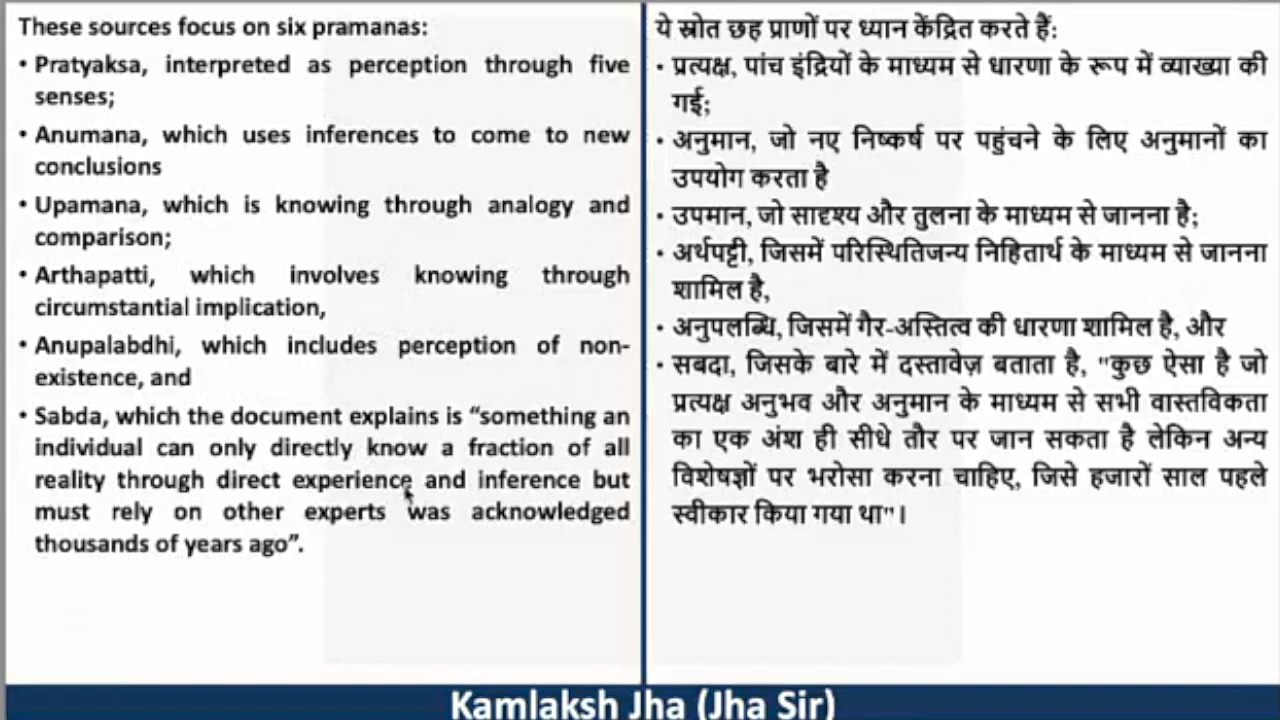 These sources focus on six pramanas:
• Pratyaksa, interpreted as perception through five
senses;
• Anumana, which uses inferences to come to new
conclusions
• Upamana, which is knowing through analogy and
comparison;
• Arthapatti, which involves knowing through
circumstantial implication,
• Anupalabdhi, which includes perception of non-
existence, and
• Sabda, which the document explains is “something an
individual can only directly know a fraction of all
reality through direct experience and inference but
must rely on other experts was acknowledged
thousands of years ago”.
ये स्रोत छह प्राणों पर ध्यान केंद्रित करते हैं:
• प्रत्यक्ष, पांच इंद्रियों के माध्यम से धारणा के रूप में व्याख्या की
गई;
• अनुमान, जो नए निष्कर्ष पर पहुंचने के लिए अनुमानों का
उपयोग करता है
• उपमान, जो सादृश्य और तुलना के माध्यम से जानना है;
• अर्थपट्टी, जिसमें परिस्थितिजन्य निहितार्थ के माध्यम से जानना
शामिल है,
• अनुपलब्धि, जिसमें गैर-अस्तित्व की धारणा शामिल है, और
• सबदा, जिसके बारे में दस्तावेज़ बताता है, "कुछ ऐसा है जो
प्रत्यक्ष अनुभव और अनुमान के माध्यम से सभी वास्तविकता
का एक अंश ही सीधे तौर पर जान सकता है लेकिन अन्य
विशेषज्ञों पर भरोसा करना चाहिए, जिसे हजारों साल पहले
स्वीकार किया गया था"।
Kamlaksh Jha (Jha Sir)